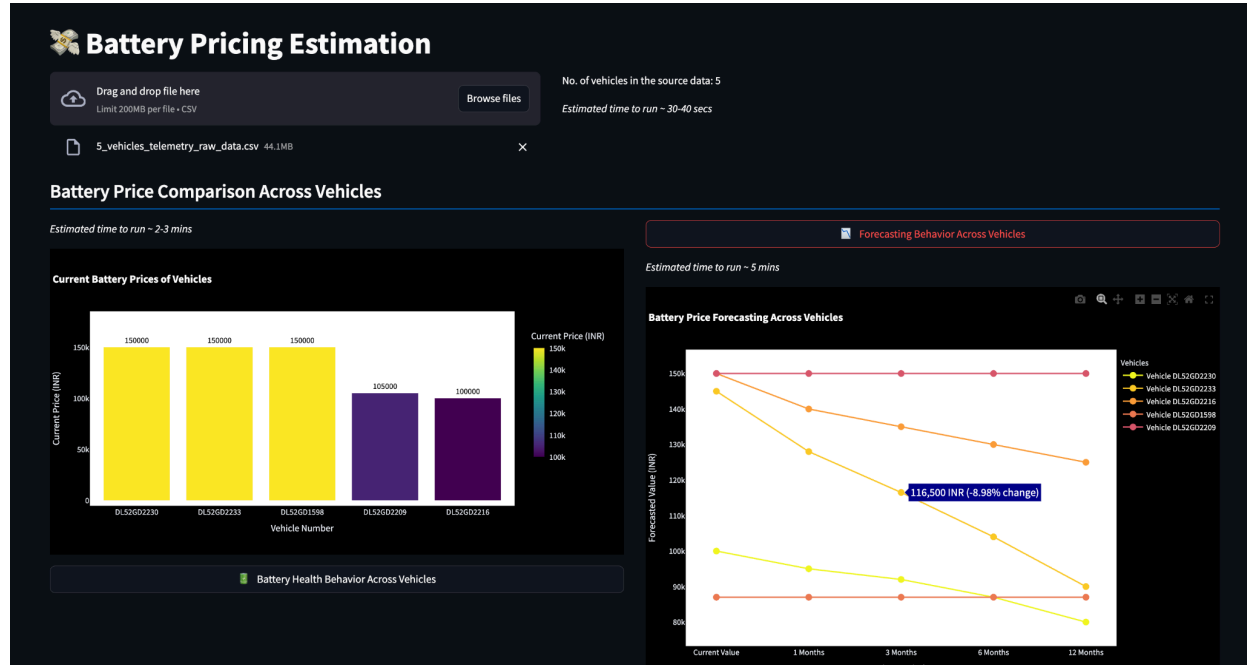 💸 Battery Pricing Estimation
Drag and drop file here
Limit 200MB per file • CSV
Browse files
5_vehicles_telemetry_raw_data.csv 44.1MB
No. of vehicles in the source data: 5
Estimated time to run ~ 30-40 secs
Battery Price Comparison Across Vehicles
Estimated time to run ~ 2-3 mins
Current Battery Prices of Vehicles
150000 150000 150000 105000 100000
150k
100k
50k
0
Current Price (INR)
DL52GD2230 DL52GD2233 DL52GD1598 DL52GD2209 DL52GD2216
Vehicle Number
Current Price (INR)
150k
140k
130k
120k
110k
100k
Battery Health Behavior Across Vehicles
Forecasting Behavior Across Vehicles
Estimated time to run ~ 5 mins
Battery Price Forecasting Across Vehicles
150k
140k
130k
120k
110k
100k
90k
80k
Forecasted Value (INR)
116,500 INR (-8.98% change)
Current Value 1 Months 3 Months 6 Months 12 Months
Vehicles
Vehicle DL52GD2230
Vehicle DL52GD2233
Vehicle DL52GD2216
Vehicle DL52GD1598
Vehicle DL52GD2209